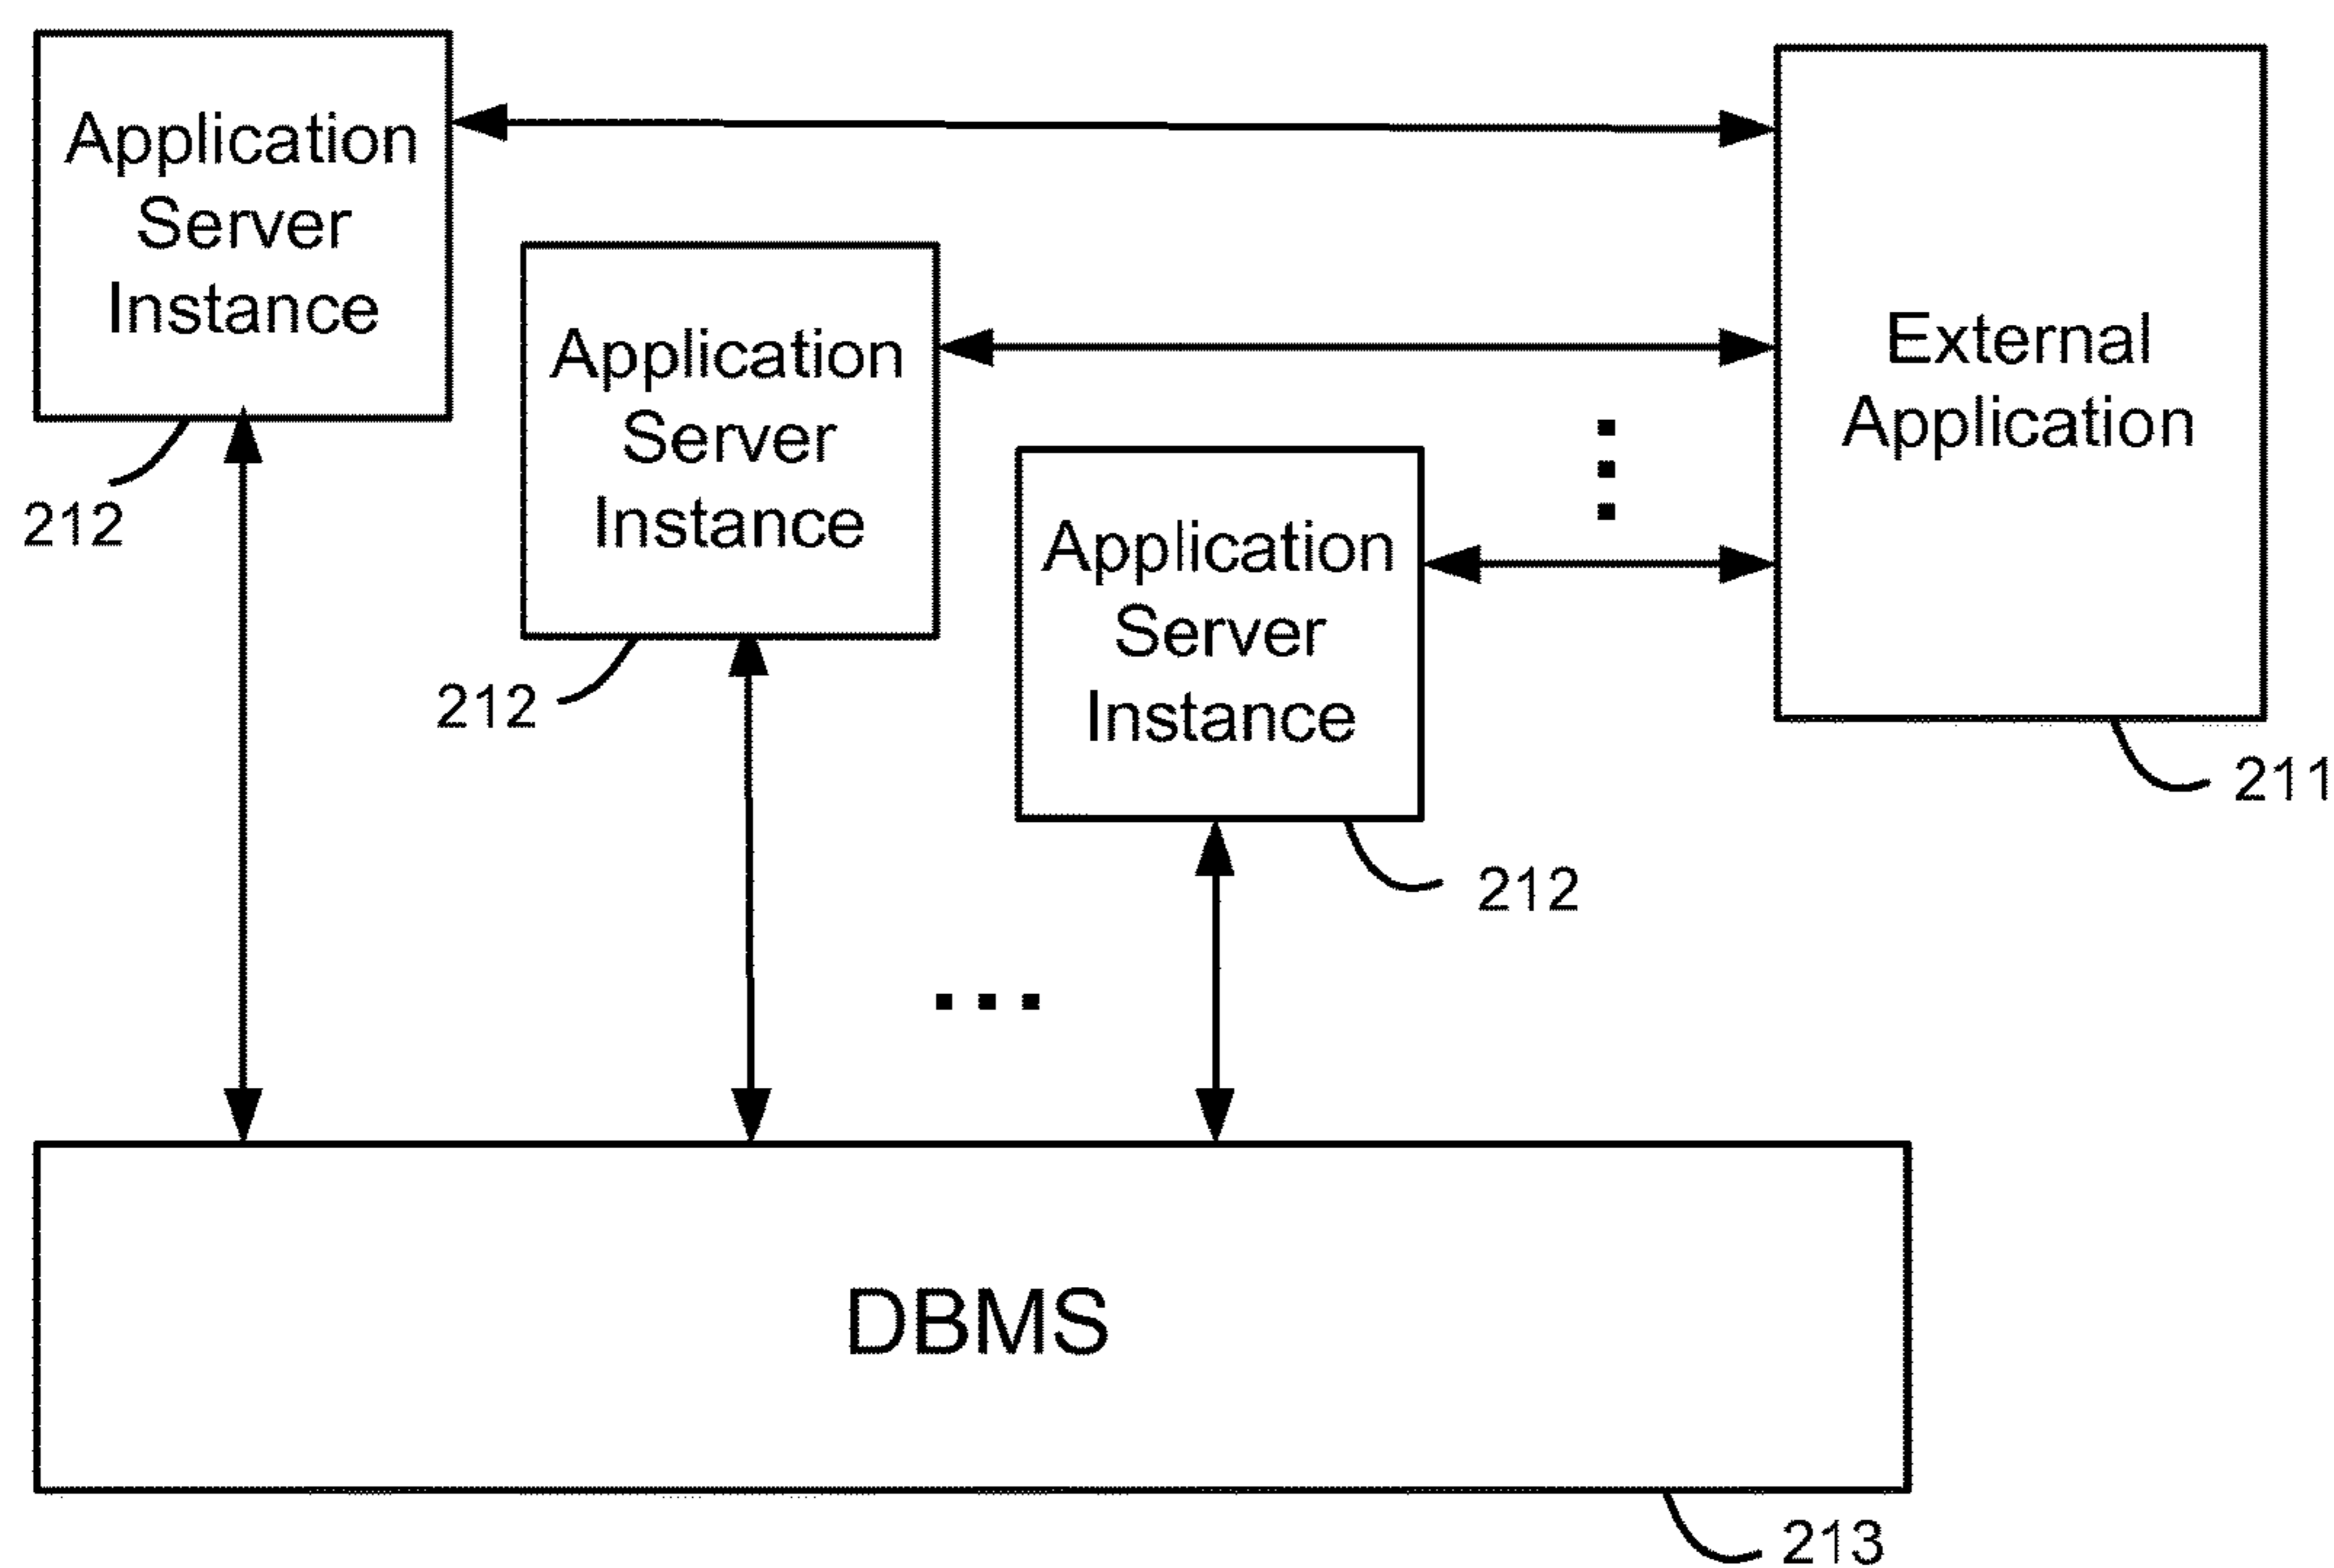 Application
Server
Instance
212
Application
Server
Instance
212
Application
Server
Instance
212
External
Application
211
DBMS
213